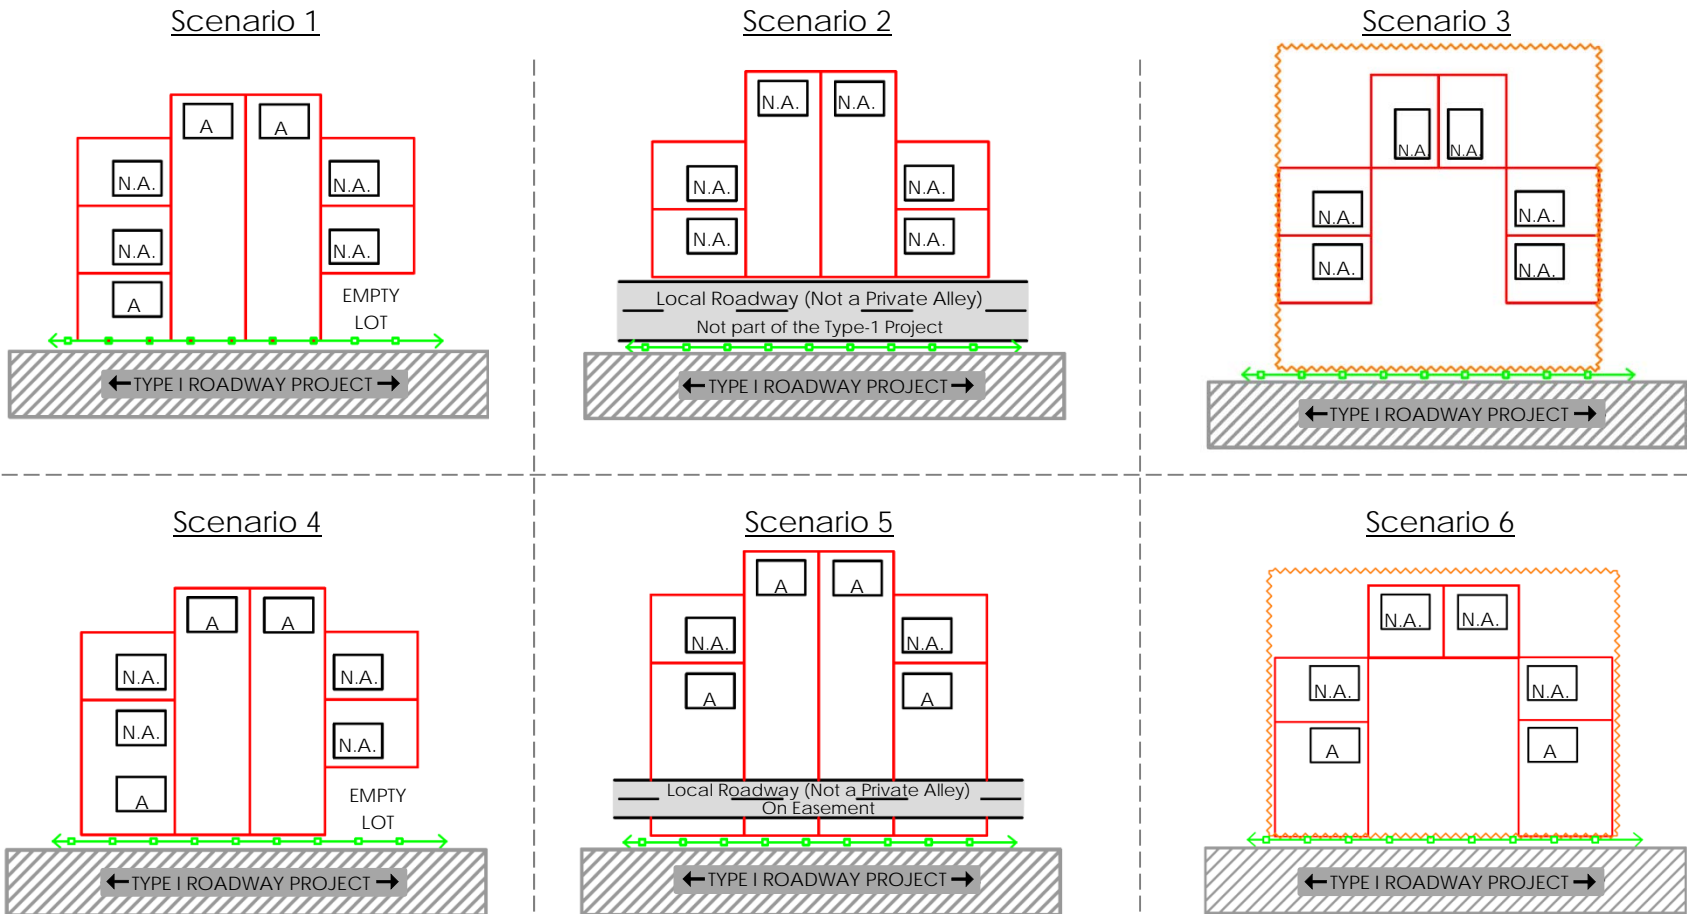 Scenario 1
A
A
N.A.
N.A.
N.A.
N.A.
A
EMPTY
LOT
TYPE I ROADWAY PROJECT
Scenario 2
N.A.
N.A.
N.A.
N.A.
N.A.
N.A.
Local Roadway (Not a Private Alley)
Not part of the Type-1 Project
TYPE I ROADWAY PROJECT
Scenario 3
N.A.
N.A.
N.A.
N.A.
N.A.
N.A.
TYPE I ROADWAY PROJECT
Scenario 4
A
A
N.A.
N.A.
N.A.
N.A.
A
EMPTY
LOT
TYPE I ROADWAY PROJECT
Scenario 5
A
A
N.A.
N.A.
A
A
Local Roadway (Not a Private Alley)
On Easement
TYPE I ROADWAY PROJECT
Scenario 6
N.A.
N.A.
N.A.
N.A.
A
A
TYPE I ROADWAY PROJECT